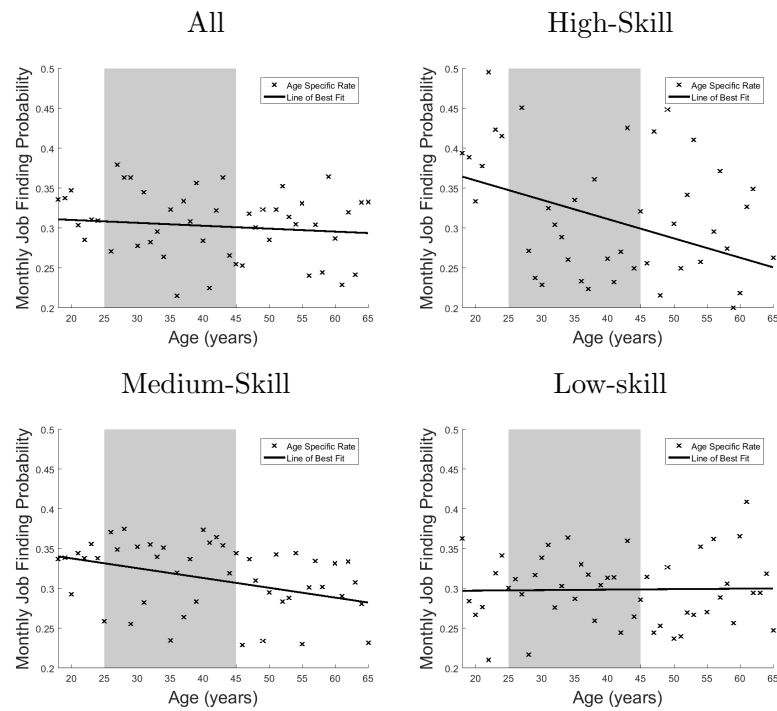 All
Monthly Job Finding Probability
0.5
0.45
0.4
0.35
0.3
0.25
0.2
20 25 30 35 40 45 50 55 60 65
Age (years)
Age Specific Rate
Line of Best Fit
High-Skill
Monthly Job Finding Probability
0.5
0.45
0.4
0.35
0.3
0.25
0.2
20 25 30 35 40 45 50 55 60 65
Age (years)
Age Specific Rate
Line of Best Fit
Medium-Skill
Monthly Job Finding Probability
0.5
0.45
0.4
0.35
0.3
0.25
0.2
20 25 30 35 40 45 50 55 60 65
Age (years)
Age Specific Rate
Line of Best Fit
Low-skill
Monthly Job Finding Probability
0.5
0.45
0.4
0.35
0.3
0.25
0.2
20 25 30 35 40 45 50 55 60 65
Age (years)
Age Specific Rate
Line of Best Fit